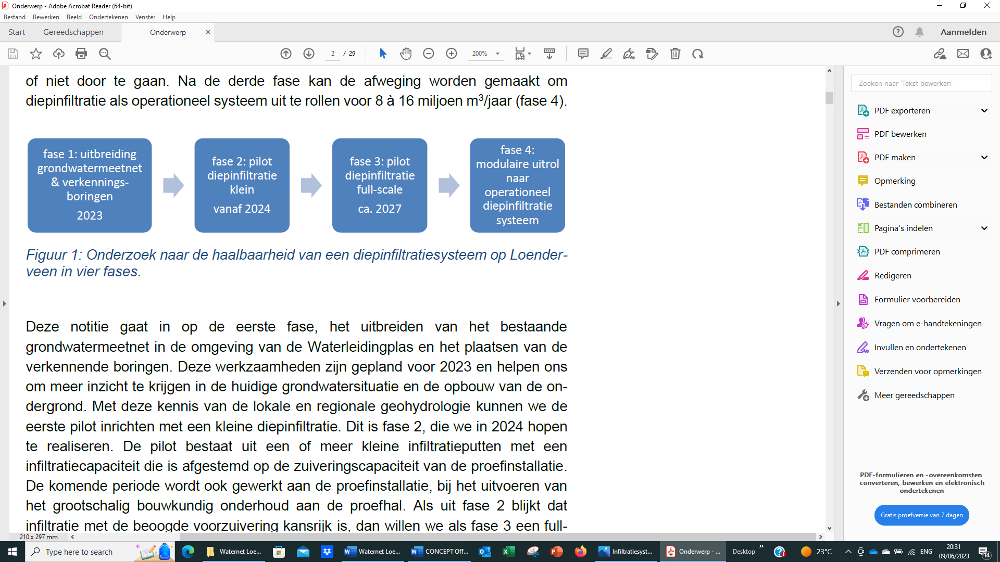 Onderwerp - Adobe Acrobat Reader (64-bit)
Bestand Bewerken Beeld Ondertekenen Venster Help
Start Gereedschappen Onderwerp × Aanmelden
2 / 29 200%
of niet door te gaan. Na de derde fase kan de afweging worden gemaakt om
diepinfiltratie als operationeel systeem uit te rollen voor 8 à 16 miljoen m³/jaar (fase 4).
fase 1: uitbreiding
grondwatermeetnet
& verkennings-
boringen
2023
fase 2: pilot
diepinfiltratie
klein
vanaf 2024
fase 3: pilot
diepinfiltratie
full-scale
ca. 2027
fase 4:
modulaire uitrol
naar
operationeel
diepinfiltratie
systeem
Figuur 1: Onderzoek naar de haalbaarheid van een diepinfiltratiesysteem op Loender-
veen in vier fases.
Deze notitie gaat in op de eerste fase, het uitbreiden van het bestaande
grondwatermeetnet in de omgeving van de Waterleidingplas en het plaatsen van de
verkennende boringen. Deze werkzaamheden zijn gepland voor 2023 en helpen ons
om meer inzicht te krijgen in de huidige grondwatersituatie en de opbouw van de on-
dergrond. Met deze kennis van de lokale en regionale geohydrologie kunnen we de
eerste pilot inrichten met een kleine diepinfiltratie. Dit is fase 2, die we in 2024 hopen
te realiseren. De pilot bestaat uit een of meer kleine infiltratieputten met een
infiltratiecapaciteit die is afgestemd op de zuiveringscapaciteit van de proefinstallatie.
De komende periode wordt ook gewerkt aan de proefinstallatie, bij het uitvoeren van
het grootschalig bouwkundig onderhoud aan de proefhal. Als uit fase 2 blijkt dat
infiltratie met de beoogde voorzuivering kansrijk is, dan willen we als fase 3 een full-
210 x 297 mm
Zoeken naar 'Tekst bewerken'
PDF exporteren
PDF bewerken
PDF maken
Opmerking
Bestanden combineren
Pagina's indelen
PDF comprimeren
Redigeren
Formulier voorbereiden
Vragen om e-handtekeningen
Invullen en ondertekenen
Verzenden voor opmerkingen
Meer gereedschappen
PDF-formulieren en -overeenkomsten
converteren, bewerken en elektronisch
ondertekenen
Gratis proefversie van 7 dagen
Type here to search
Waternet Loe...
Waternet Loe...
CONCEPT Off...
Infiltratiesyst...
Onderwerp - ...
Desktop
23°C
ENG
20:31
09/06/2023
14